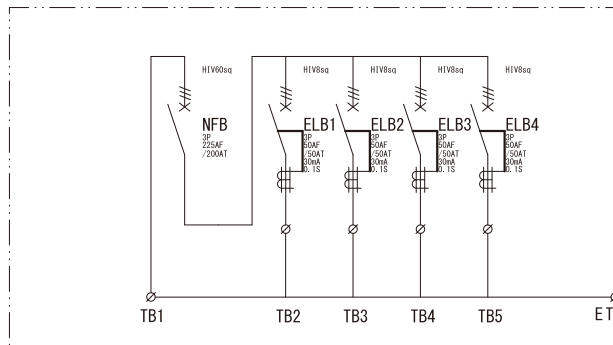 HIV60sq
HIV8sq
HIV8sq
HIV8sq
HIV8sq
NFB
3P
225AF
/200AT
ELB1
3P
50AF
/50AT
30mA
0.1S
ELB2
3P
50AF
/50AT
30mA
0.1S
ELB3
3P
50AF
/50AT
30mA
0.1S
ELB4
3P
50AF
/50AT
30mA
0.1S
TB1
TB2
TB3
TB4
TB5
ET